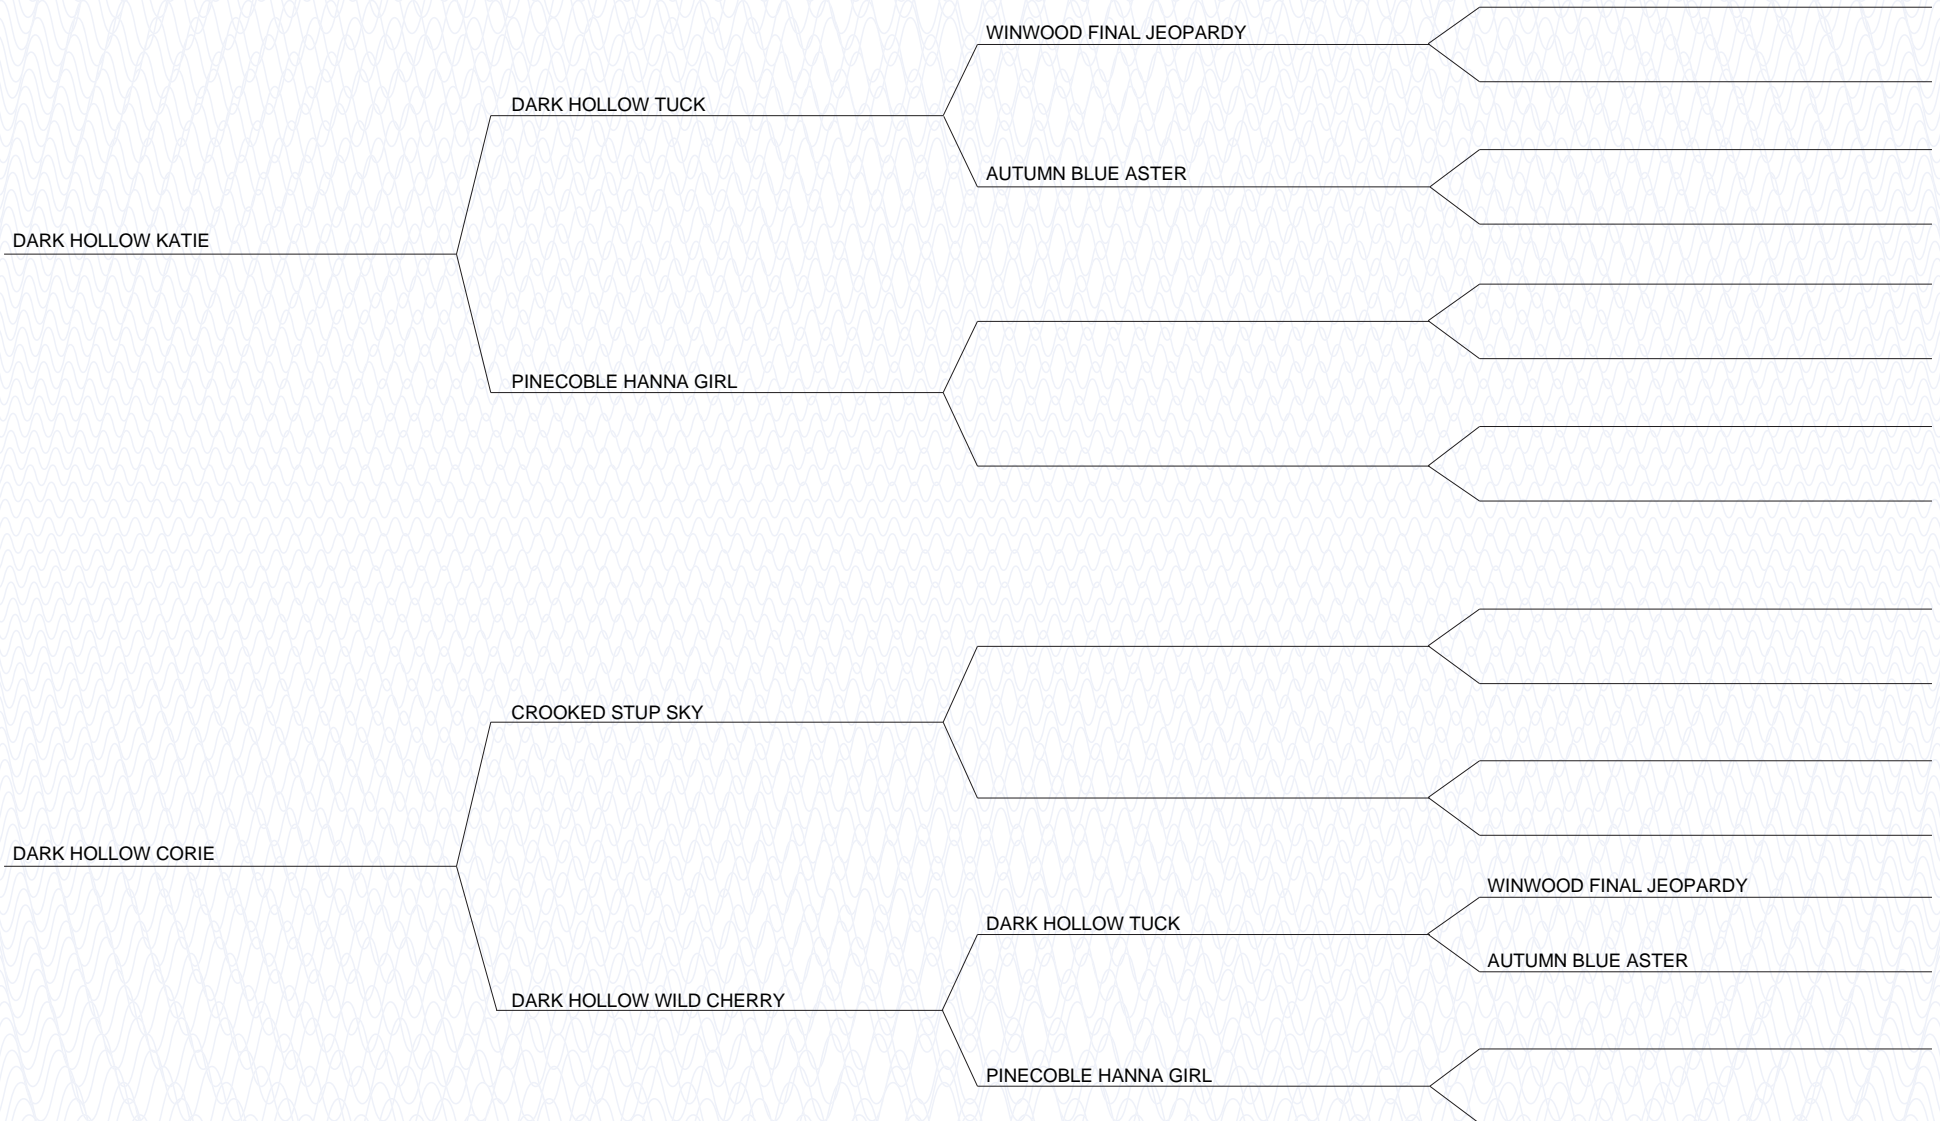 WINWOOD FINAL JEOPARDY
DARK HOLLOW TUCK
AUTUMN BLUE ASTER
DARK HOLLOW KATIE
PINECOBLE HANNA GIRL
CROOKED STUP SKY
DARK HOLLOW CORIE
WINWOOD FINAL JEOPARDY
DARK HOLLOW TUCK
AUTUMN BLUE ASTER
DARK HOLLOW WILD CHERRY
PINECOBLE HANNA GIRL